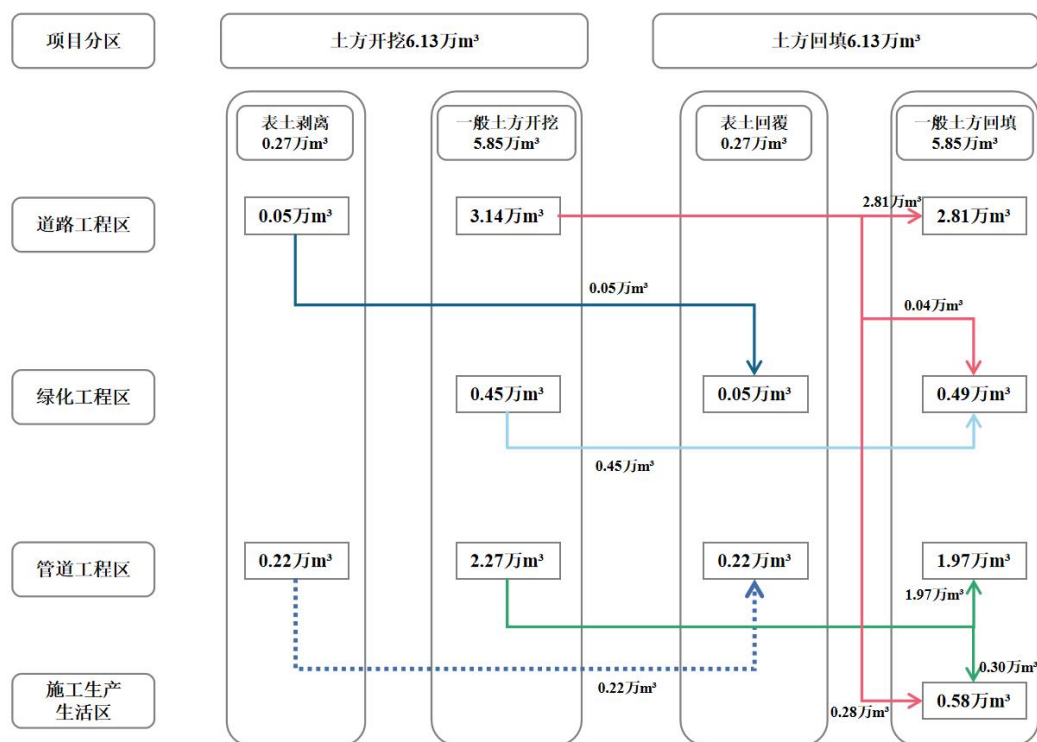 项目分区
土方开挖6.13万m³
土方回填6.13万m³
表土剥离
0.27万m³
一般土方开挖
5.85万m³
表土回覆
0.27万m³
一般土方回填
5.85万m³
道路工程区
0.05万m³
3.14万m³
2.81万m³
2.81万m³
0.05万m³
0.04万m³
绿化工程区
0.45万m³
0.05万m³
0.49万m³
0.45万m³
管道工程区
0.22万m³
2.27万m³
0.22万m³
1.97万m³
1.97万m³
0.30万m³
施工生产
生活区
0.22万m³
0.28万m³
0.58万m³